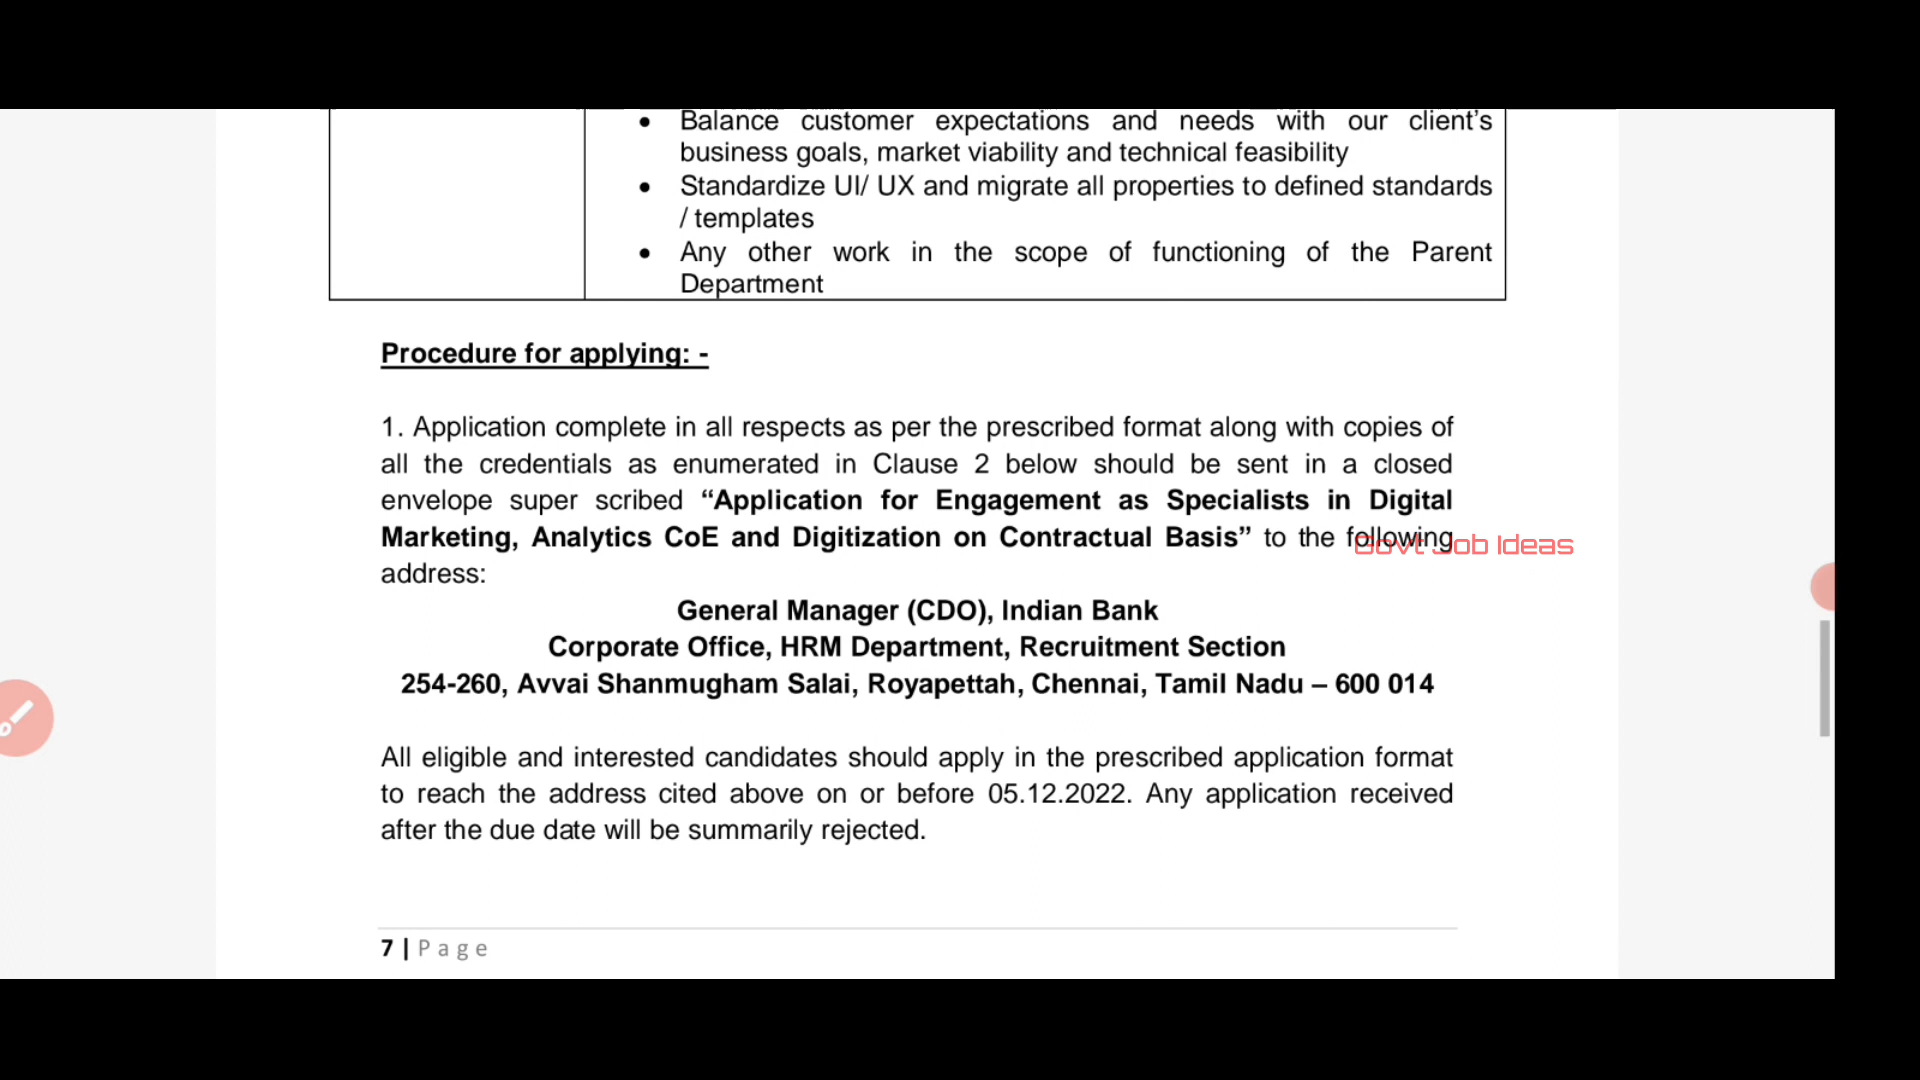 • Balance customer expectations and needs with our client’s
business goals, market viability and technical feasibility
• Standardize UI/ UX and migrate all properties to defined standards
/ templates
• Any other work in the scope of functioning of the Parent
Department
Procedure for applying: -
1. Application complete in all respects as per the prescribed format along with copies of
all the credentials as enumerated in Clause 2 below should be sent in a closed
envelope super scribed “Application for Engagement as Specialists in Digital
Marketing, Analytics CoE and Digitization on Contractual Basis” to the following
Govt Job Ideas
address:
General Manager (CDO), Indian Bank
Corporate Office, HRM Department, Recruitment Section
254-260, Avvai Shanmugham Salai, Royapettah, Chennai, Tamil Nadu – 600 014
All eligible and interested candidates should apply in the prescribed application format
to reach the address cited above on or before 05.12.2022. Any application received
after the due date will be summarily rejected.
7 | Page